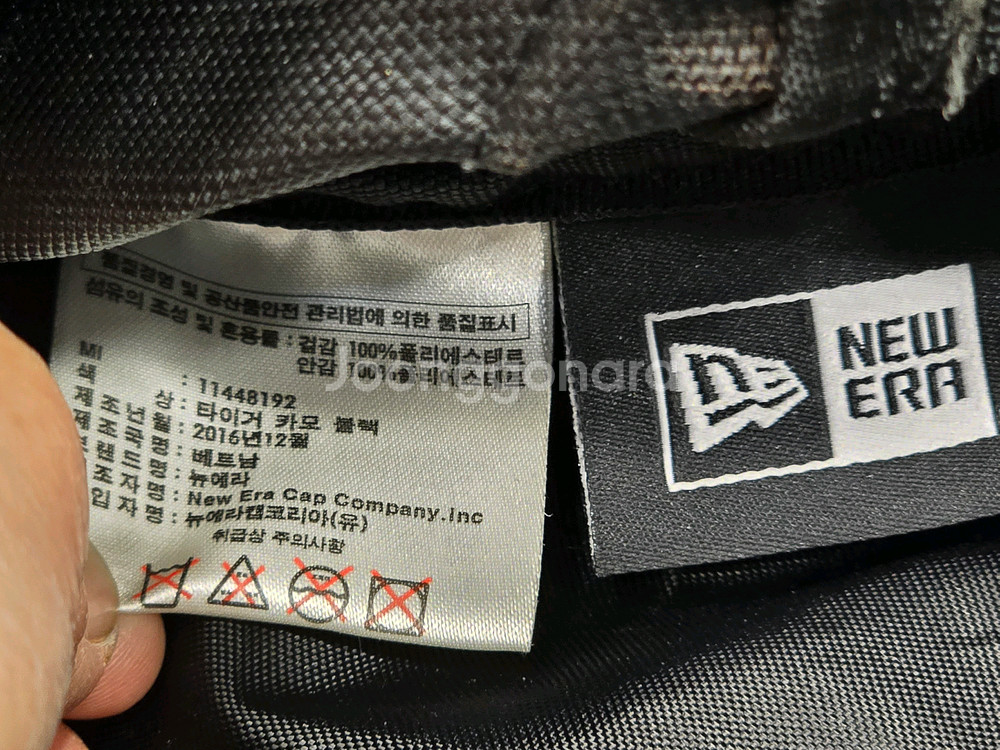 품질경영 및 공산품안전 관리법에 의한 품질표시
섬유의 조성 및 혼용률 : 겉감 100%폴리에스테르
안감 100%폴리에스테르
MI : 11448192
색 상 : 타이거 카모 블랙
제조년월 : 2016년12월
제조국명 : 베트남
브랜드명 : 뉴에라
조자명 : New Era Cap Company.Inc
입자명 : 뉴에라캡코리아(유)
취급상 주의사항
NE
NEW
ERA
Joonggonara